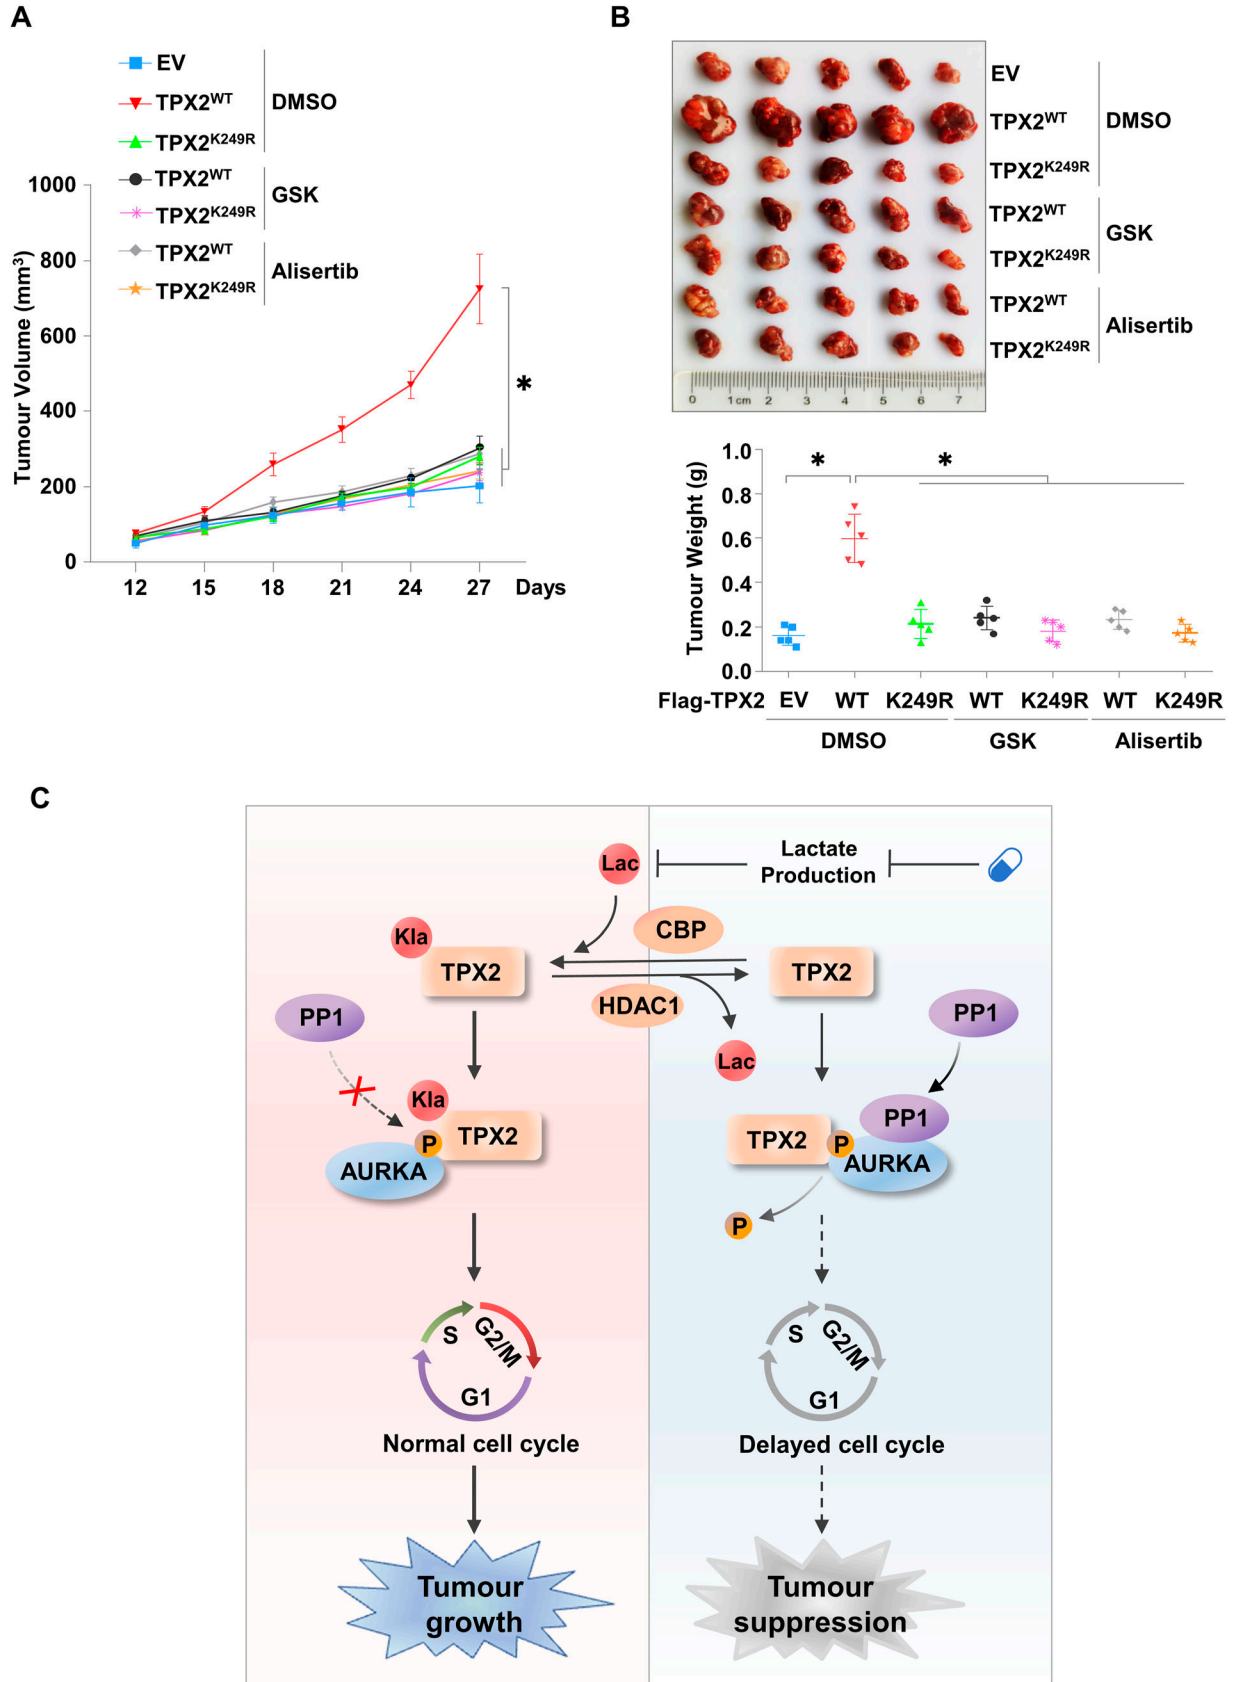 A
EV
TPX2WT
TPX2K249R
DMSO
TPX2WT
TPX2K249R
GSK
TPX2WT
TPX2K249R
Alisertib
Tumour Volume (mm3)
1000
800
600
400
200
0
*
12 15 18 21 24 27 Days
B
EV
TPX2WT
TPX2K249R
DMSO
TPX2WT
TPX2K249R
GSK
TPX2WT
TPX2K249R
Alisertib
0 1cm 2 3 4 5 6 7
Tumour Weight (g)
1.0
0.8
0.6
0.4
0.2
0.0
* *
Flag-TPX2 EV WT K249R WT K249R WT K249R
DMSO GSK Alisertib
C
Lac
Lactate
Production
CBP
Kla
TPX2
TPX2
HDAC1
PP1
PP1
Lac
Kla
TPX2
P
AURKA
PP1
TPX2
P
AURKA
P
S
G2/M
G1
S
G2/M
G1
Normal cell cycle
Delayed cell cycle
Tumour
growth
Tumour
suppression